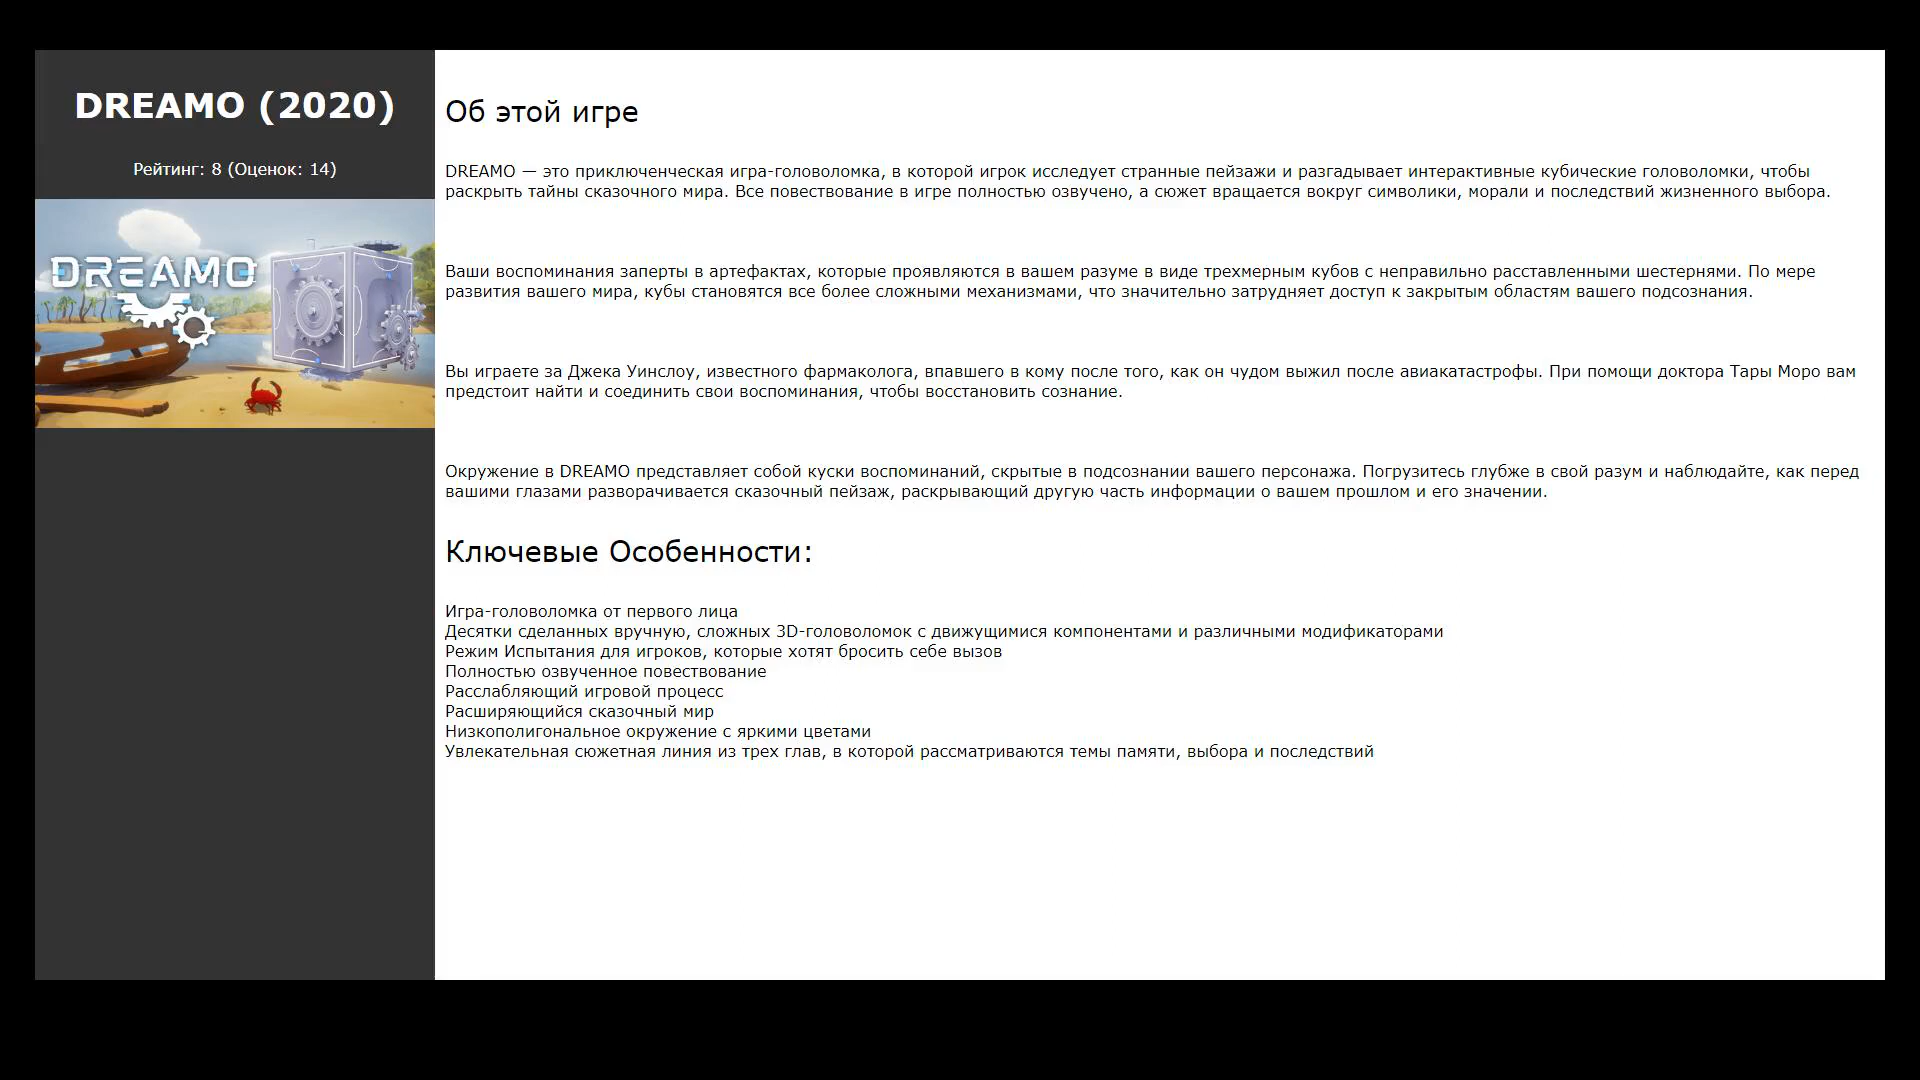 DREAMO (2020)
Рейтинг: 8 (Оценок: 14)
DREAMO
Об этой игре
DREAMO — это приключенческая игра-головоломка, в которой игрок исследует странные пейзажи и разгадывает интерактивные кубические головоломки, чтобы
раскрыть тайны сказочного мира. Все повествование в игре полностью озвучено, а сюжет вращается вокруг символики, морали и последствий жизненного выбора.
Ваши воспоминания заперты в артефактах, которые проявляются в вашем разуме в виде трехмерным кубов с неправильно расставленными шестернями. По мере
развития вашего мира, кубы становятся все более сложными механизмами, что значительно затрудняет доступ к закрытым областям вашего подсознания.
Вы играете за Джека Уинслоу, известного фармаколога, впавшего в кому после того, как он чудом выжил после авиакатастрофы. При помощи доктора Тары Моро вам
предстоит найти и соединить свои воспоминания, чтобы восстановить сознание.
Окружение в DREAMO представляет собой куски воспоминаний, скрытые в подсознании вашего персонажа. Погрузитесь глубже в свой разум и наблюдайте, как перед
вашими глазами разворачивается сказочный пейзаж, раскрывающий другую часть информации о вашем прошлом и его значении.
Ключевые Особенности:
Игра-головоломка от первого лица
Десятки сделанных вручную, сложных 3D-головоломок с движущимися компонентами и различными модификаторами
Режим Испытания для игроков, которые хотят бросить себе вызов
Полностью озвученное повествование
Расслабляющий игровой процесс
Расширяющийся сказочный мир
Низкополигональное окружение с яркими цветами
Увлекательная сюжетная линия из трех глав, в которой рассматриваются темы памяти, выбора и последствий